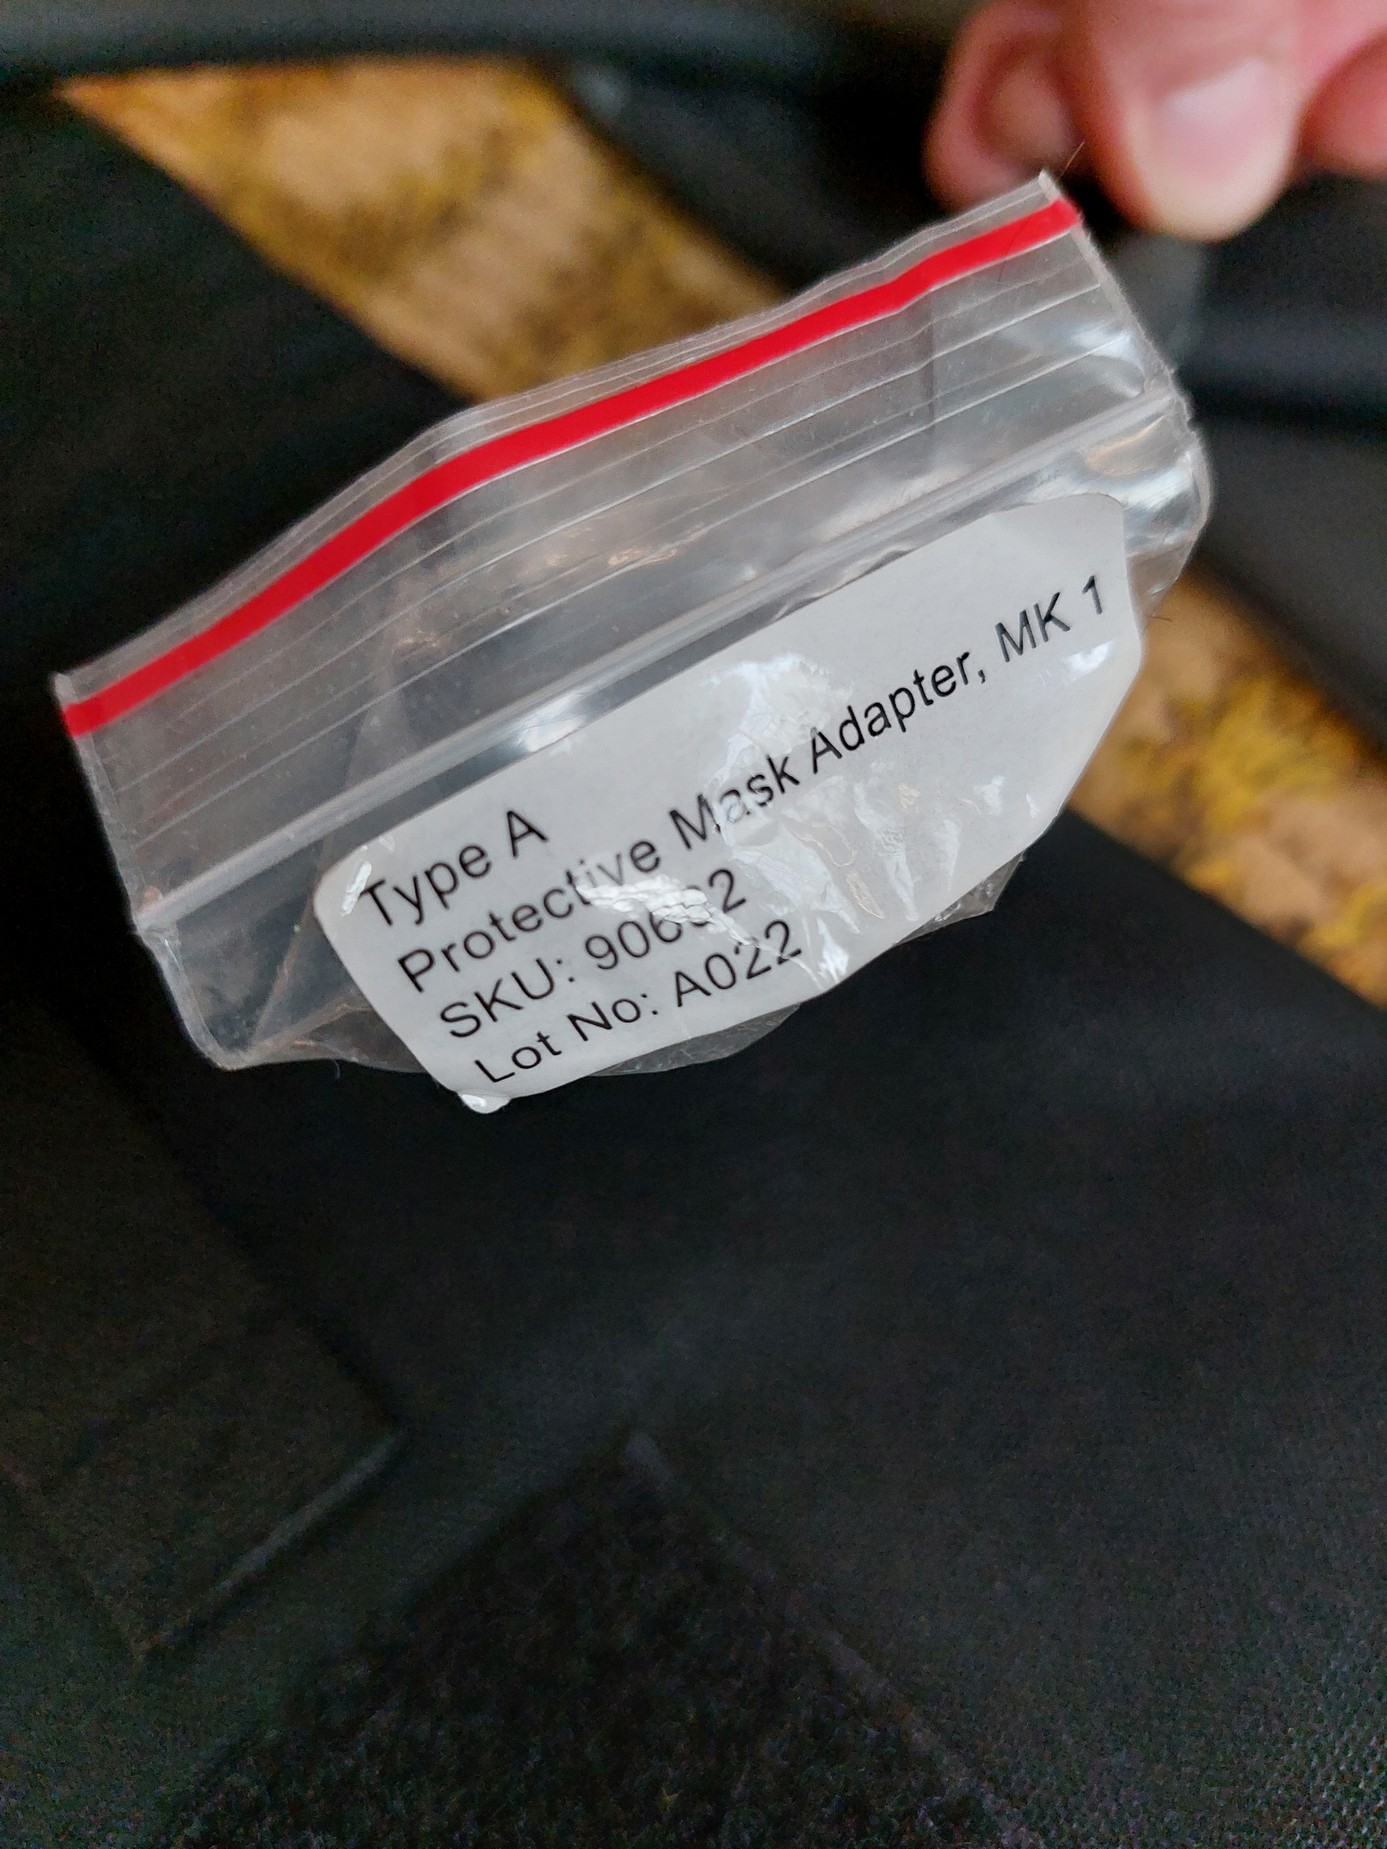 Type A
Protective Mask Adapter, MK 1
SKU:
Lot No: A022